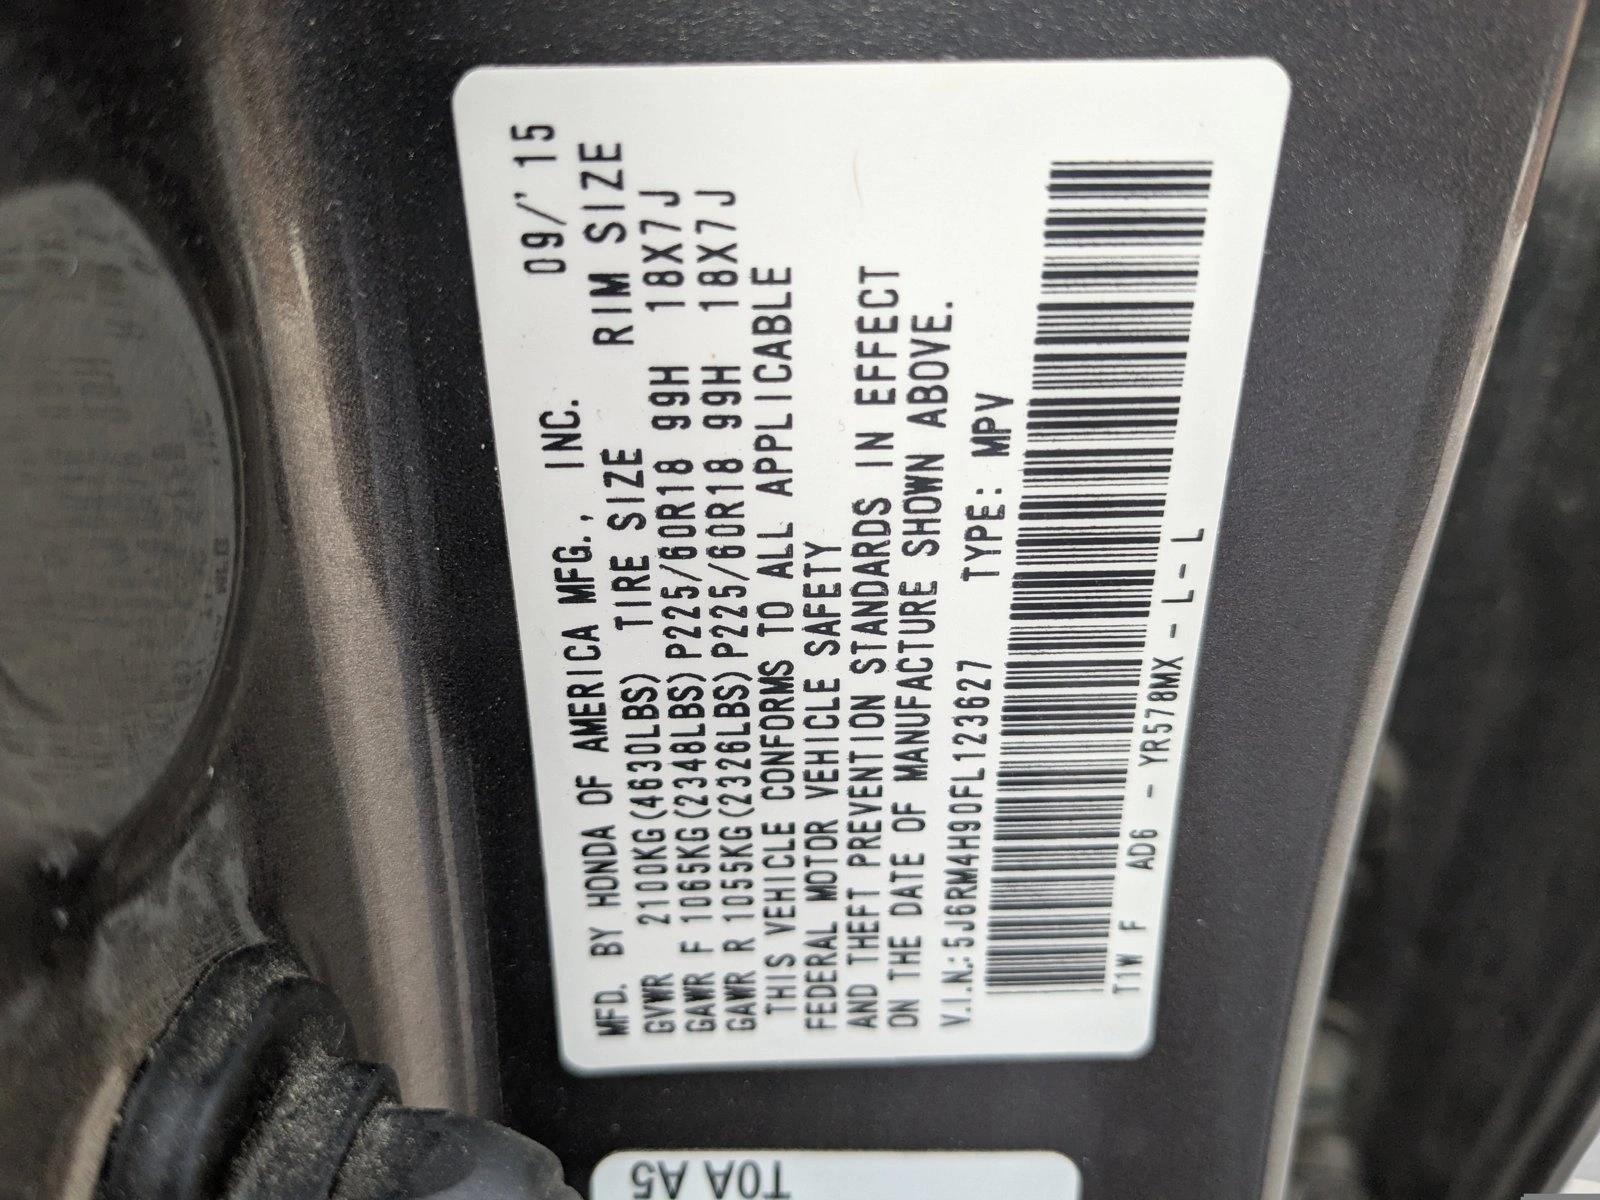 MFD. BY HONDA OF AMERICA MFG., INC. 09/'15
GVWR 2100KG(4630LBS) TIRE SIZE RIM SIZE
GAWR F 1065KG(2348LBS)P225/60R18 99H 18X7J
GAWR R 1055KG(2326LBS)P225/60R18 99H 18X7J
THIS VEHICLE CONFORMS TO ALL APPLICABLE
FEDERAL MOTOR VEHICLE SAFETY
AND THEFT PREVENTION STANDARDS IN EFFECT
ON THE DATE OF MANUFACTURE SHOWN ABOVE.
V.I.N.:5J6RM4H90FL123627 TYPE: MPV
T1W F AD6 - YR578MX - L - L
T0A A5